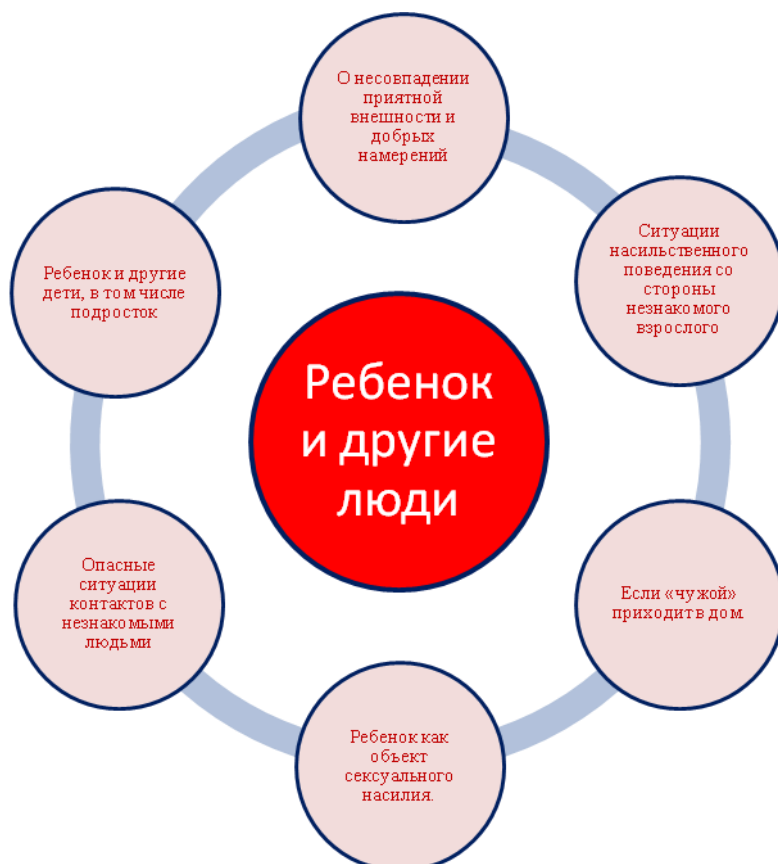 О несовпадении
приятной
внешности и
добрых
намерений
Ситуации
насильственного
поведения со
стороны
незнакомого
взрослого
Ребенок и другие
дети, в том числе
подросток
Ребенок
и другие
люди
Опасные
ситуации
контактов с
незнакомыми
людьми
Если «чужой»
приходит в дом.
Ребенок как
объект
сексуального
насилия.